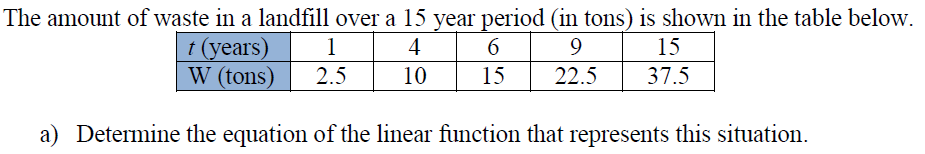 The amount of waste in a landfill over a 15 year period (in tons) is shown in the table below.
t (years) 1 4 6 9 15
W (tons) 2.5 10 15 22.5 37.5
a) Determine the equation of the linear function that represents this situation.